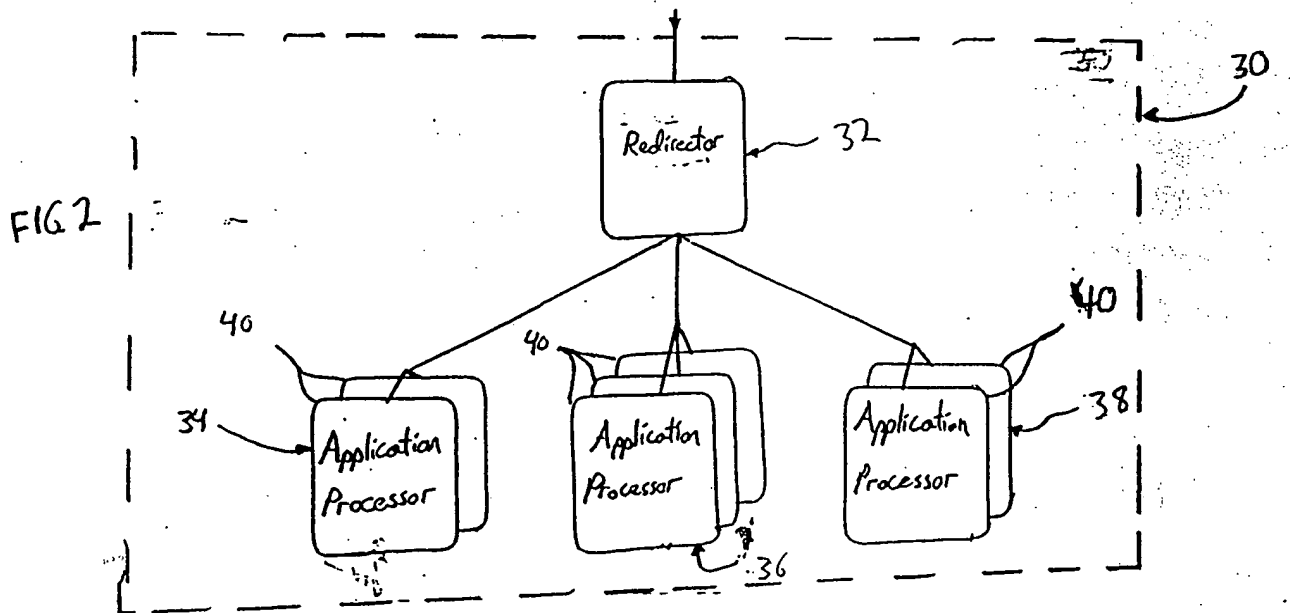 30
Redirector
32
FIG 2
40
40
40
34
Application
Processor
Application
Processor
Application
Processor
38
36